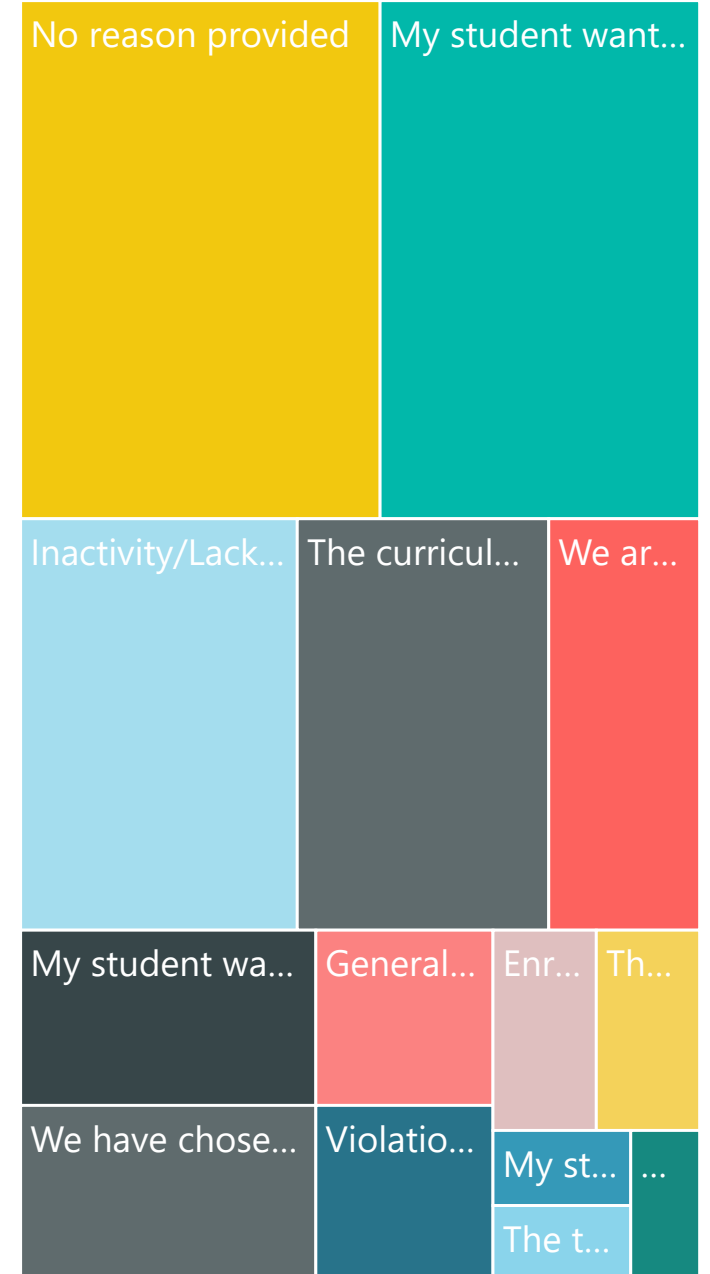 No reason provided
My student want...
Inactivity/Lack...
The curricul...
We ar...
My student wa...
General...
Enr...
Th...
We have chose...
Violatio...
My st...
...
The t...